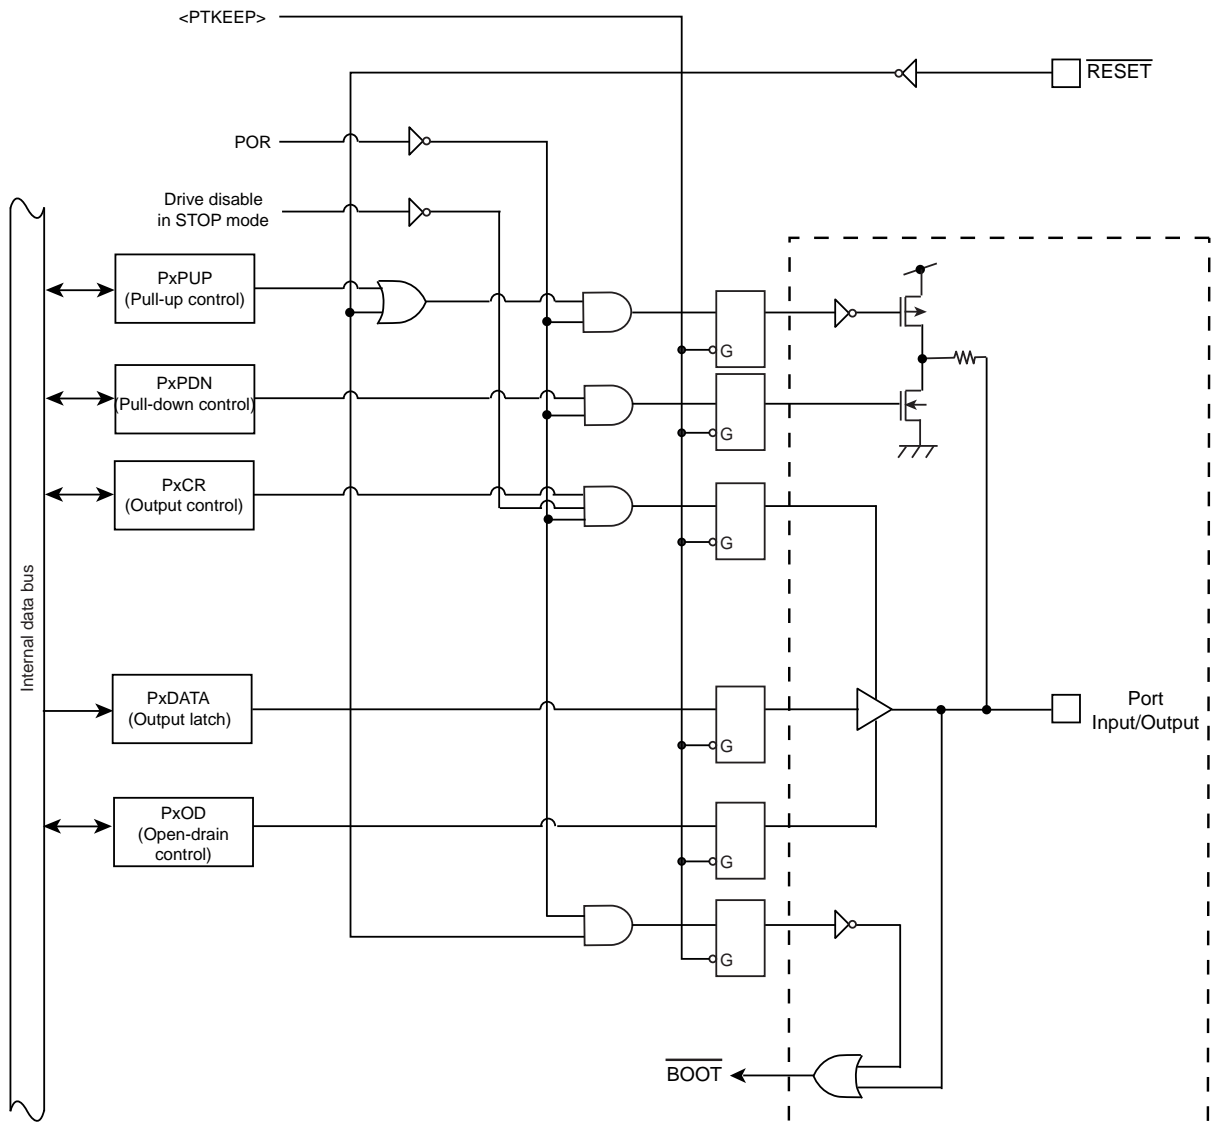 <PTKEEP>
RESET
POR
Drive disable
in STOP mode
PxPUP
(Pull-up control)
G
PxPDN
(Pull-down control)
G
PxCR
(Output control)
G
Internal data bus
PxDATA
(Output latch)
G
Port
Input/Output
PxOD
(Open-drain
control)
G
G
BOOT